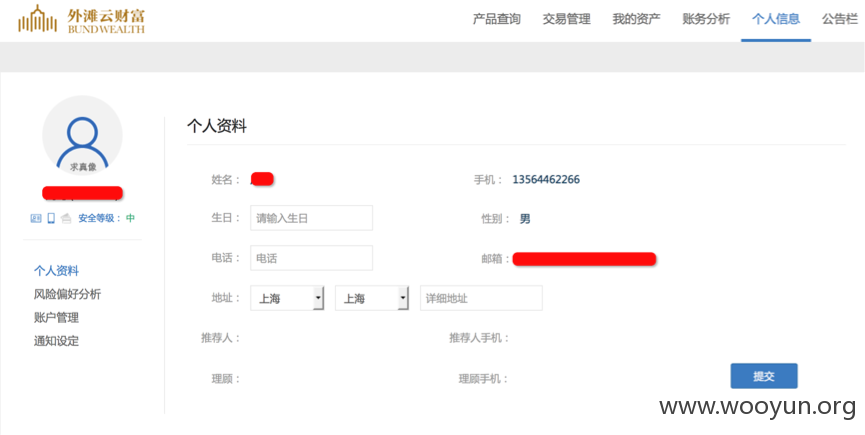 外滩云财富
BUNDWEALTH
产品查询 交易管理 我的资产 账务分析 个人信息 公告栏
求真像
安全等级：中
个人资料
风险偏好分析
账户管理
通知设定
个人资料
姓名： 手机： 13564462266
生日： 请输入生日 性别： 男
电话： 电话 邮箱：
地址： 上海 上海 详细地址
推荐人： 推荐人手机：
理顾： 理顾手机：
提交
www.wooyun.org